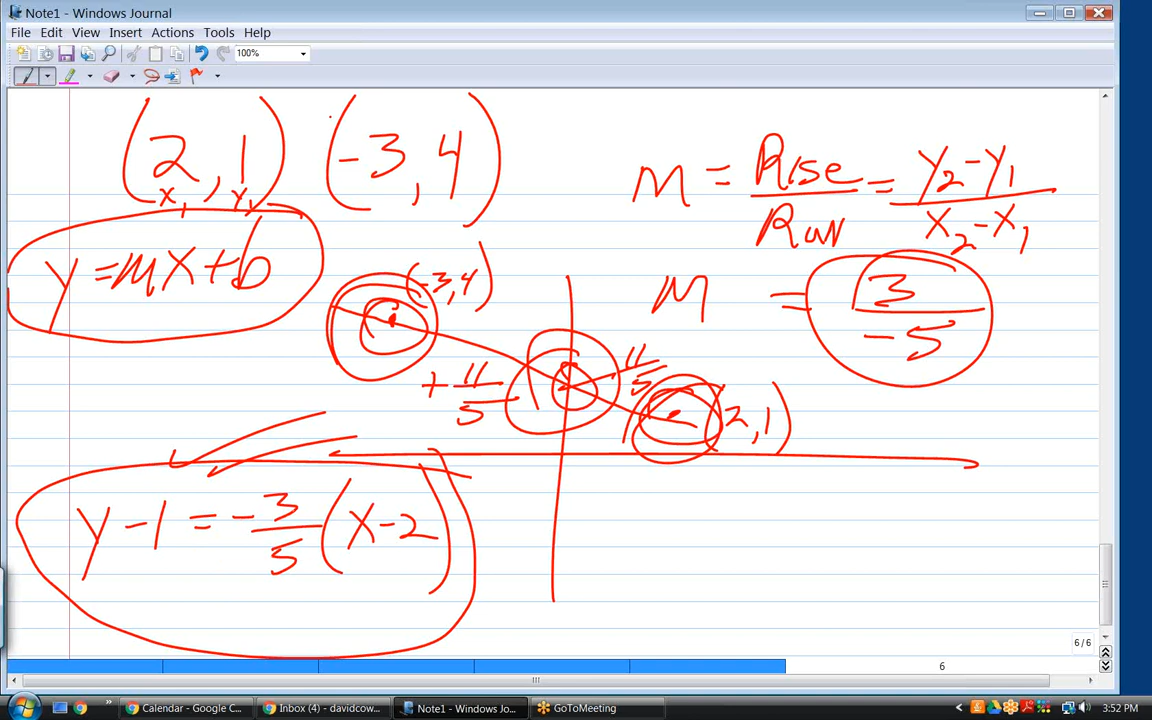 Note1 - Windows Journal
File Edit View Insert Actions Tools Help
100%
(2, 1) (-3, 4)
x₁ y₁
M = Rise/Run = (Y₂-Y₁)/(X₂-X₁)
y = mx+b
(-3,4)
M = 3/-5
+ 11/5
11/5
(2,1)
y-1 = -3/5 (x-2)
6/6
6
Calendar - Google C...
Inbox (4) - davidcow...
Note1 - Windows Jo...
GoToMeeting
3:52 PM